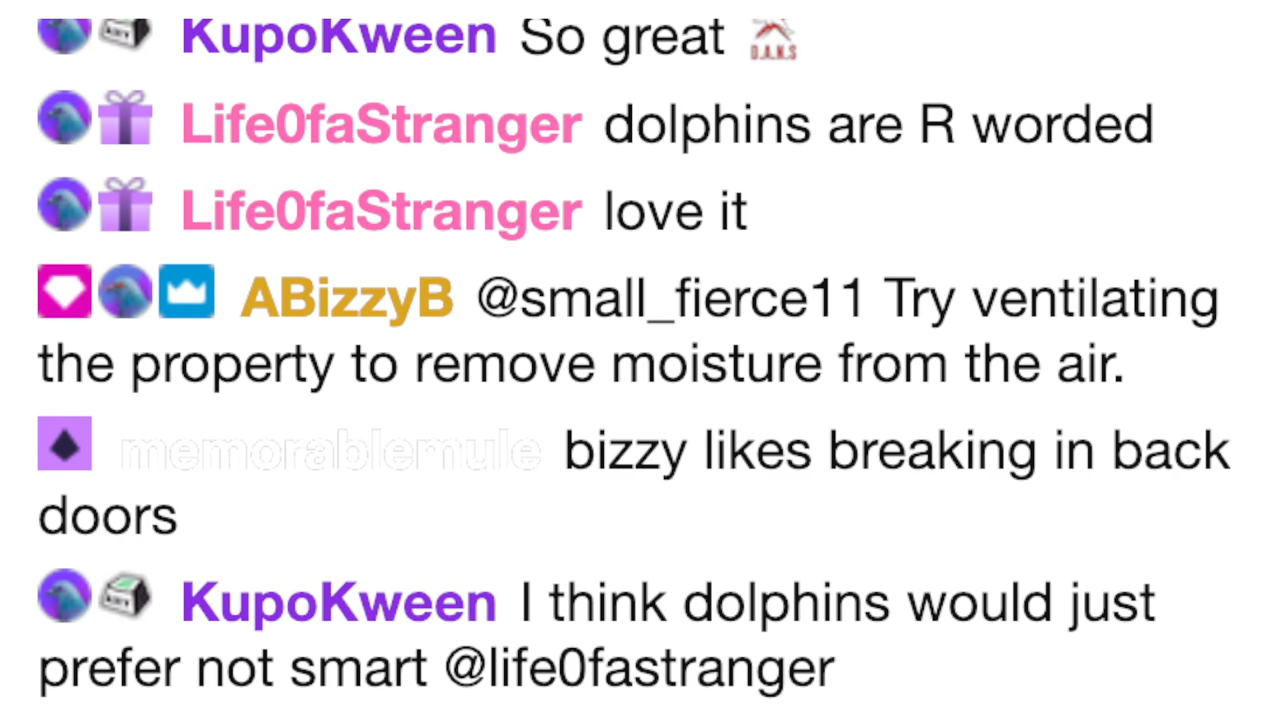 KupoKween So great D.A.N.S
Life0faStranger dolphins are R worded
Life0faStranger love it
ABizzyB @small_fierce11 Try ventilating
the property to remove moisture from the air.
memorablemule bizzy likes breaking in back
doors
KupoKween I think dolphins would just
prefer not smart @life0fastranger